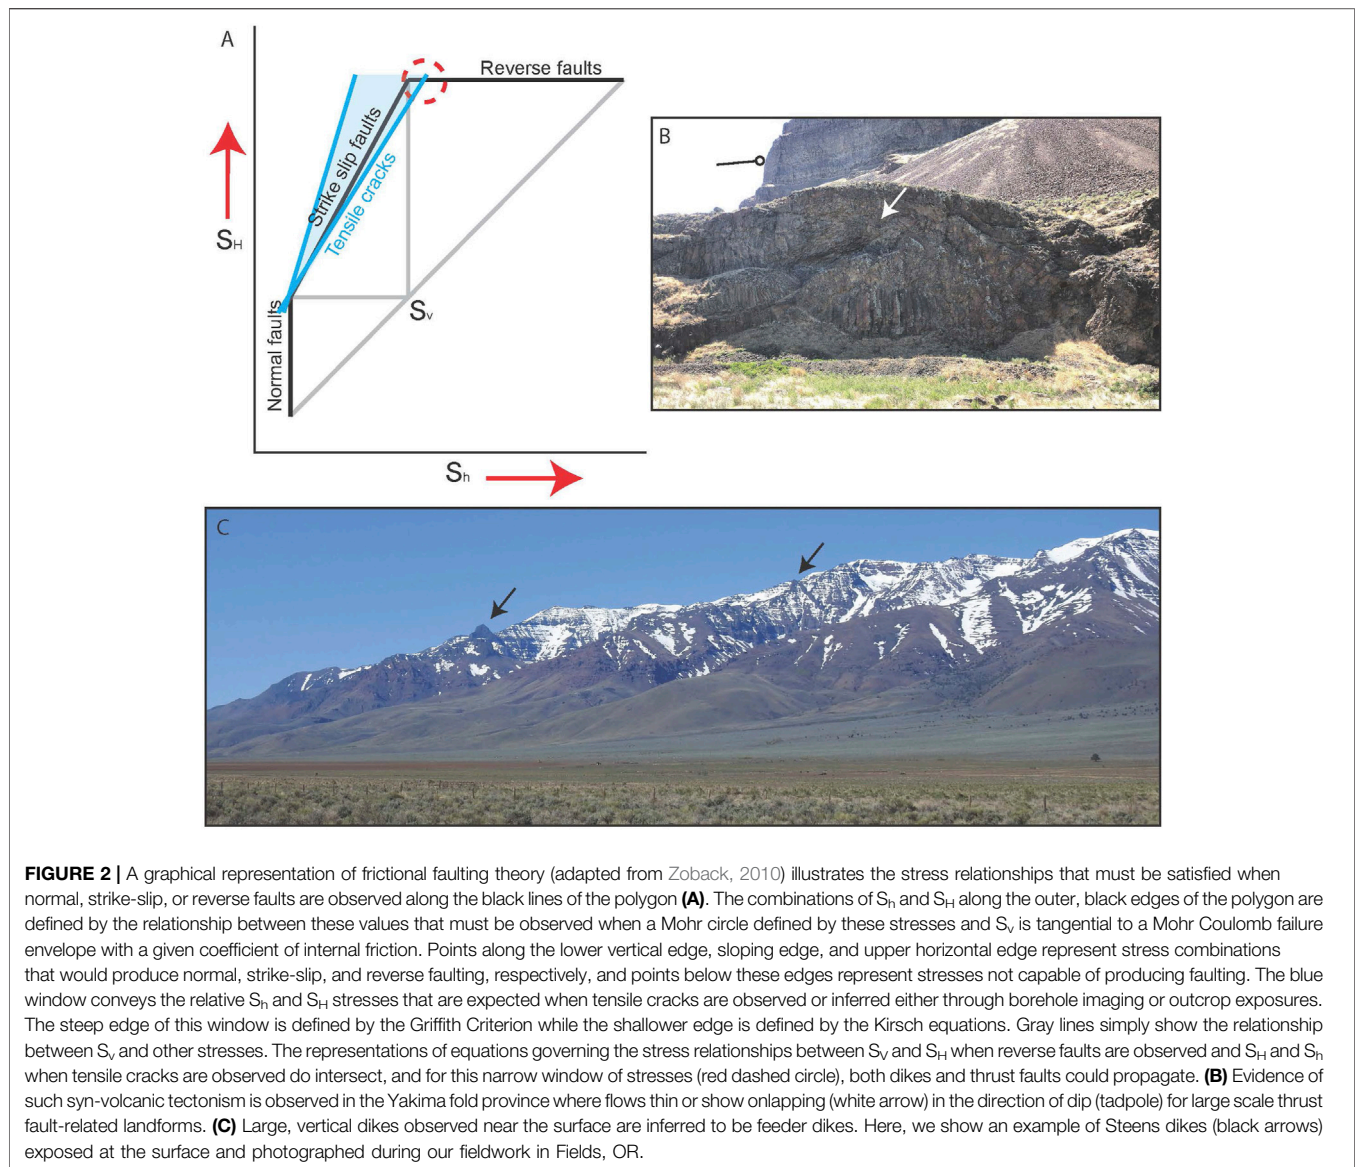 A
Reverse faults
Strike slip faults
Tensile cracks
S_H
S_v
Normal faults
S_h
B
C
FIGURE 2 | A graphical representation of frictional faulting theory (adapted from Zoback, 2010) illustrates the stress relationships that must be satisfied when
normal, strike-slip, or reverse faults are observed along the black lines of the polygon (A). The combinations of S_h and S_H along the outer, black edges of the polygon are
defined by the relationship between these values that must be observed when a Mohr circle defined by these stresses and S_v is tangential to a Mohr Coulomb failure
envelope with a given coefficient of internal friction. Points along the lower vertical edge, sloping edge, and upper horizontal edge represent stress combinations
that would produce normal, strike-slip, and reverse faulting, respectively, and points below these edges represent stresses not capable of producing faulting. The blue
window conveys the relative S_h and S_H stresses that are expected when tensile cracks are observed or inferred either through borehole imaging or outcrop exposures.
The steep edge of this window is defined by the Griffith Criterion while the shallower edge is defined by the Kirsch equations. Gray lines simply show the relationship
between S_v and other stresses. The representations of equations governing the stress relationships between S_V and S_H when reverse faults are observed and S_H and S_h
when tensile cracks are observed do intersect, and for this narrow window of stresses (red dashed circle), both dikes and thrust faults could propagate. (B) Evidence of
such syn-volcanic tectonism is observed in the Yakima fold province where flows thin or show onlapping (white arrow) in the direction of dip (tadpole) for large scale thrust
fault-related landforms. (C) Large, vertical dikes observed near the surface are inferred to be feeder dikes. Here, we show an example of Steens dikes (black arrows)
exposed at the surface and photographed during our fieldwork in Fields, OR.